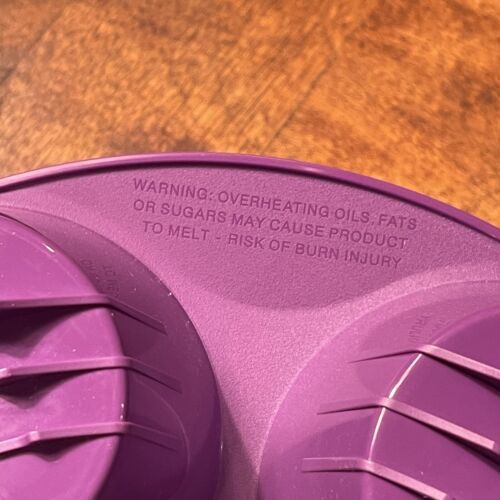 WARNING: OVERHEATING OILS, FATS
OR SUGARS MAY CAUSE PRODUCT
TO MELT - RISK OF BURN INJURY